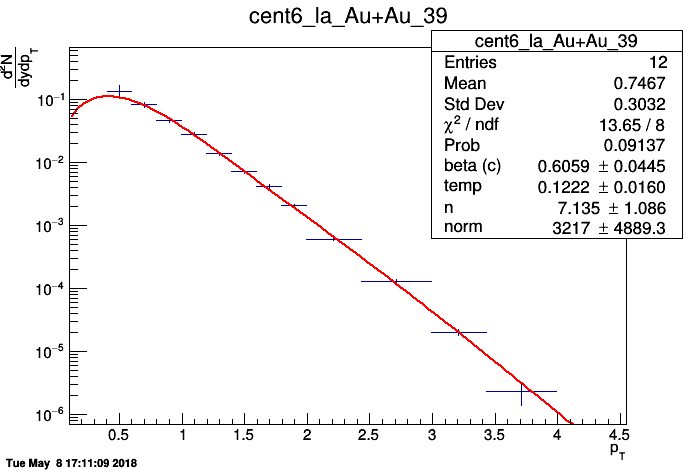 cent6_la_Au+Au_39
d²N
dydp_T
cent6_la_Au+Au_39
Entries 12
Mean 0.7467
Std Dev 0.3032
χ² / ndf 13.65 / 8
Prob 0.09137
beta (c) 0.6059 ± 0.0445
temp 0.1222 ± 0.0160
n 7.135 ± 1.086
norm 3217 ± 4889.3
10⁻¹
10⁻²
10⁻³
10⁻⁴
10⁻⁵
10⁻⁶
0.5 1 1.5 2 2.5 3 3.5 4 4.5
p_T
Tue May 8 17:11:09 2018